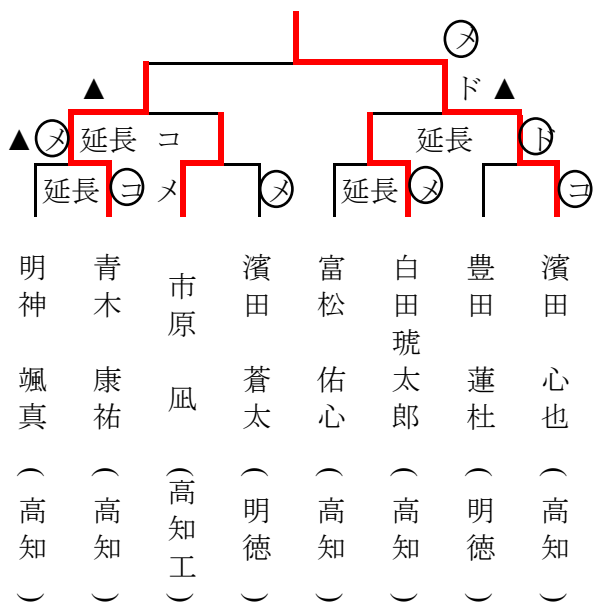 メ
▲ ド ▲
▲ メ 延長 コ 延長 ド
延長 コ メ メ 延長 メ コ
明神 颯真（高知）
青木 康祐（高知）
市原 凪（高知工）
濱田 蒼太（明徳）
富松 佑心（高知）
白田琥太郎（高知）
豊田 蓮杜（明徳）
濱田 心也（高知）